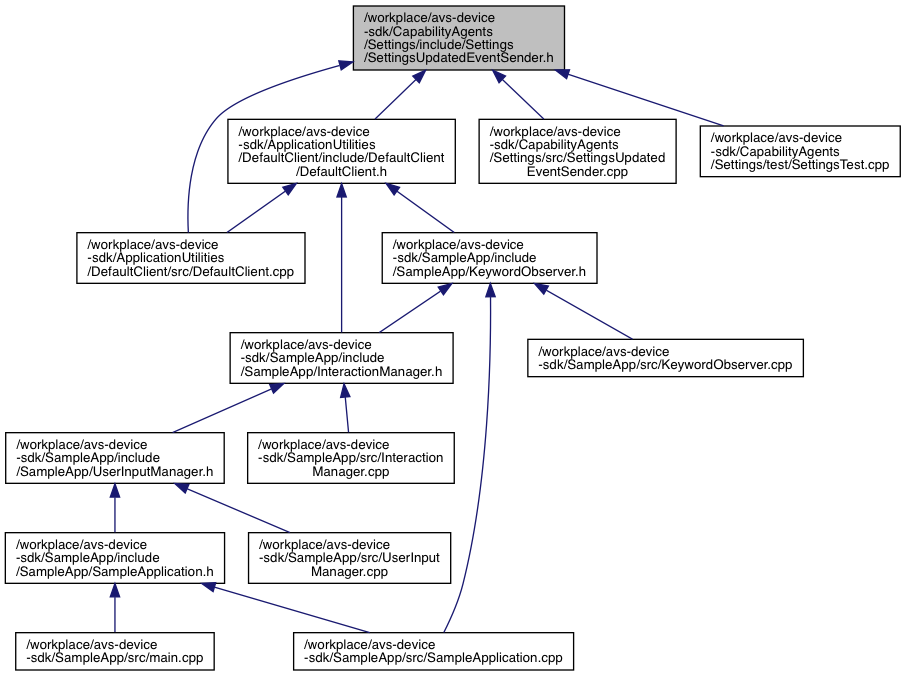 /workplace/avs-device
-sdk/CapabilityAgents
/Settings/include/Settings
/SettingsUpdatedEventSender.h
/workplace/avs-device
-sdk/ApplicationUtilities
/DefaultClient/include/DefaultClient
/DefaultClient.h
/workplace/avs-device
-sdk/CapabilityAgents
/Settings/src/SettingsUpdated
EventSender.cpp
/workplace/avs-device
-sdk/CapabilityAgents
/Settings/test/SettingsTest.cpp
/workplace/avs-device
-sdk/ApplicationUtilities
/DefaultClient/src/DefaultClient.cpp
/workplace/avs-device
-sdk/SampleApp/include
/SampleApp/KeywordObserver.h
/workplace/avs-device
-sdk/SampleApp/include
/SampleApp/InteractionManager.h
/workplace/avs-device
-sdk/SampleApp/src/KeywordObserver.cpp
/workplace/avs-device
-sdk/SampleApp/include
/SampleApp/UserInputManager.h
/workplace/avs-device
-sdk/SampleApp/src/Interaction
Manager.cpp
/workplace/avs-device
-sdk/SampleApp/include
/SampleApp/SampleApplication.h
/workplace/avs-device
-sdk/SampleApp/src/UserInput
Manager.cpp
/workplace/avs-device
-sdk/SampleApp/src/main.cpp
/workplace/avs-device
-sdk/SampleApp/src/SampleApplication.cpp